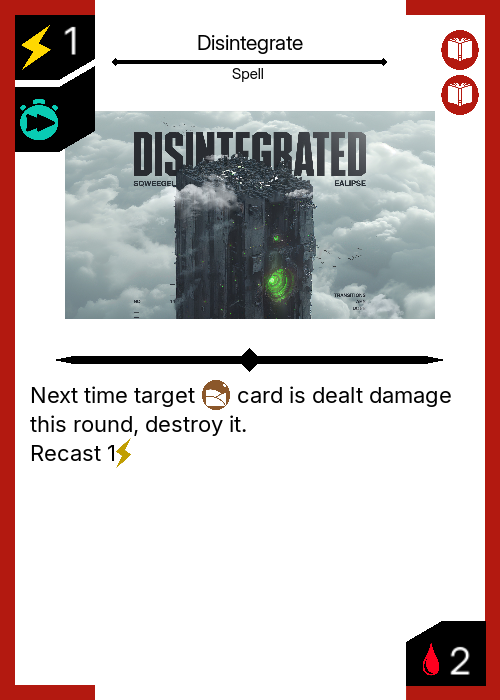 1
Disintegrate
Spell
DISINTEGRATED
EALIPSE
TRANSITIONS
Next time target card is dealt damage
this round, destroy it.
Recast 1
2